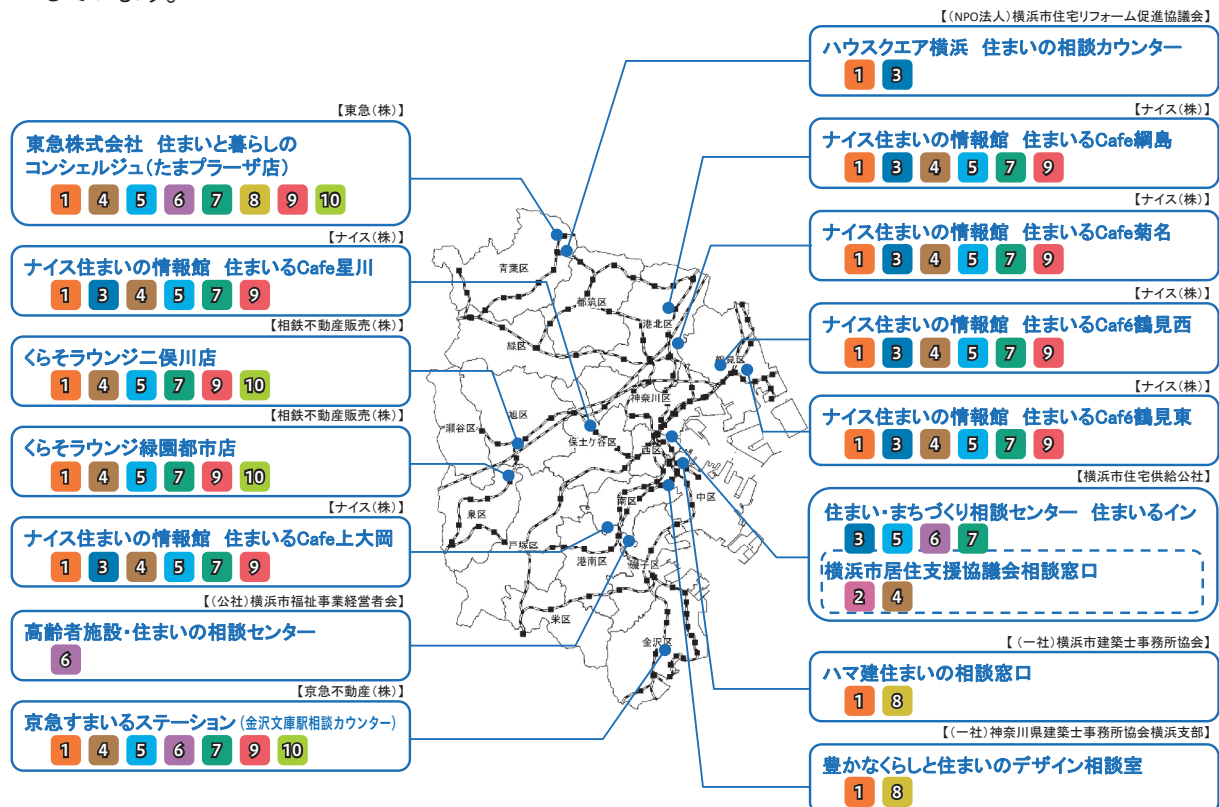 しています。
【(NPO法人)横浜市住宅リフォーム促進協議会】
ハウスクエア横浜 住まいの相談カウンター
1 3
【東急(株)】
東急株式会社 住まいと暮らしの
コンシェルジュ(たまプラーザ店)
1 4 5 6 7 8 9 10
【ナイス(株)】
ナイス住まいの情報館 住まいるCafe星川
1 3 4 5 7 9
【相鉄不動産販売(株)】
くらそラウンジ二俣川店
1 4 5 7 9 10
【相鉄不動産販売(株)】
くらそラウンジ緑園都市店
1 4 5 7 9 10
【ナイス(株)】
ナイス住まいの情報館 住まいるCafe上大岡
1 3 4 5 7 9
【(公社)横浜市福祉事業経営者会】
高齢者施設・住まいの相談センター
6
【京急不動産(株)】
京急すまいるステーション(金沢文庫駅相談カウンター)
1 4 5 6 7 9 10
青葉区
都筑区
港北区
緑区
鶴見区
神奈川区
旭区
瀬谷区
保土ケ谷区
西区
中区
南区
泉区
戸塚区
港南区
磯子区
栄区
金沢区
【ナイス(株)】
ナイス住まいの情報館 住まいるCafe綱島
1 3 4 5 7 9
【ナイス(株)】
ナイス住まいの情報館 住まいるCafe菊名
1 3 4 5 7 9
【ナイス(株)】
ナイス住まいの情報館 住まいるCafé鶴見西
1 3 4 5 7 9
【ナイス(株)】
ナイス住まいの情報館 住まいるCafé鶴見東
1 3 4 5 7 9
【横浜市住宅供給公社】
住まい・まちづくり相談センター 住まいるイン
3 5 6 7
横浜市居住支援協議会相談窓口
2 4
【(一社)横浜市建築士事務所協会】
ハマ建住まいの相談窓口
1 8
【(一社)神奈川県建築士事務所協会横浜支部】
豊かなくらしと住まいのデザイン相談室
1 8